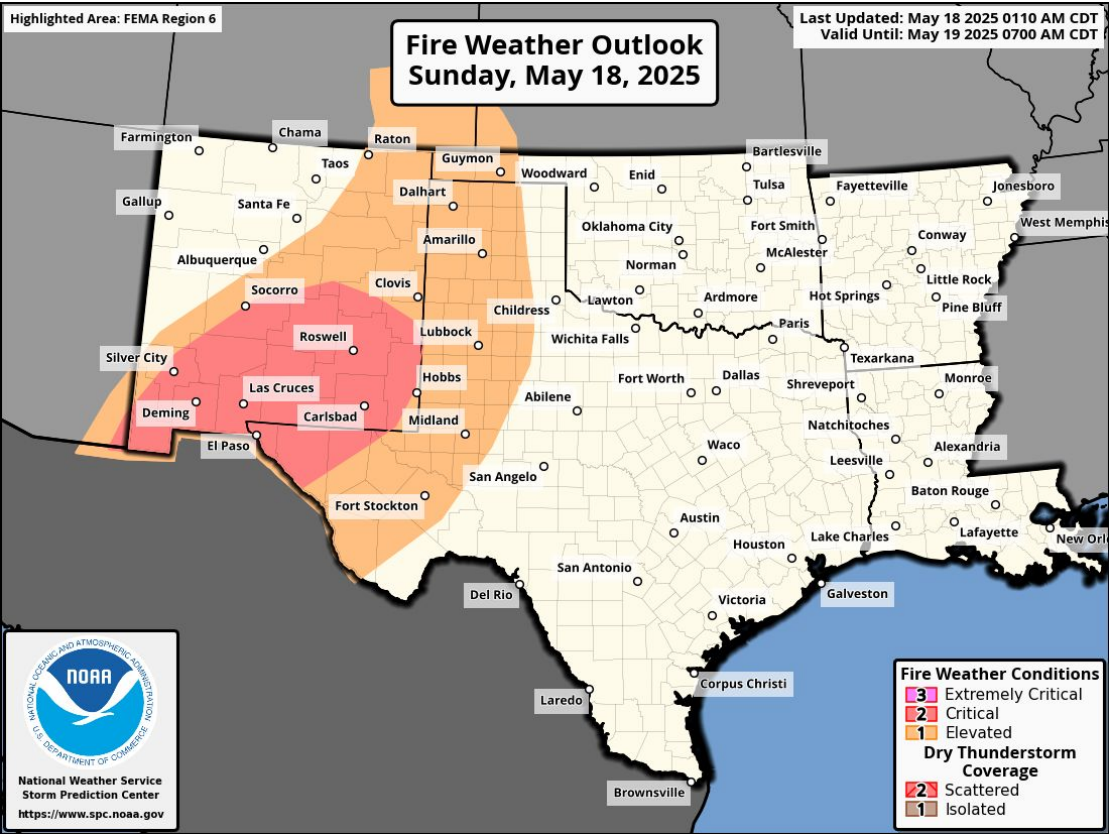 Highlighted Area: FEMA Region 6
Fire Weather Outlook
Sunday, May 18, 2025
Last Updated: May 18 2025 0110 AM CDT
Valid Until: May 19 2025 0700 AM CDT
Farmington
Chama
Raton
Taos
Guymon
Woodward
Enid
Bartlesville
Tulsa
Fayetteville
Jonesboro
Dalhart
Gallup
Santa Fe
Oklahoma City
Fort Smith
West Memphis
Amarillo
Conway
Albuquerque
Norman
McAlester
Little Rock
Socorro
Clovis
Childress
Lawton
Ardmore
Hot Springs
Pine Bluff
Roswell
Lubbock
Wichita Falls
Paris
Silver City
Texarkana
Las Cruces
Hobbs
Fort Worth
Dallas
Shreveport
Monroe
Deming
Carlsbad
Midland
Abilene
Natchitoches
El Paso
Waco
Leesville
Alexandria
San Angelo
Baton Rouge
Fort Stockton
Austin
Lake Charles
Lafayette
New Orl
Houston
San Antonio
Del Rio
Victoria
Galveston
Laredo
Corpus Christi
Brownsville
NATIONAL OCEANIC AND ATMOSPHERIC ADMINISTRATION
NOAA
U.S. DEPARTMENT OF COMMERCE
National Weather Service
Storm Prediction Center
https://www.spc.noaa.gov
Fire Weather Conditions
3 Extremely Critical
2 Critical
1 Elevated
Dry Thunderstorm
Coverage
2 Scattered
1 Isolated